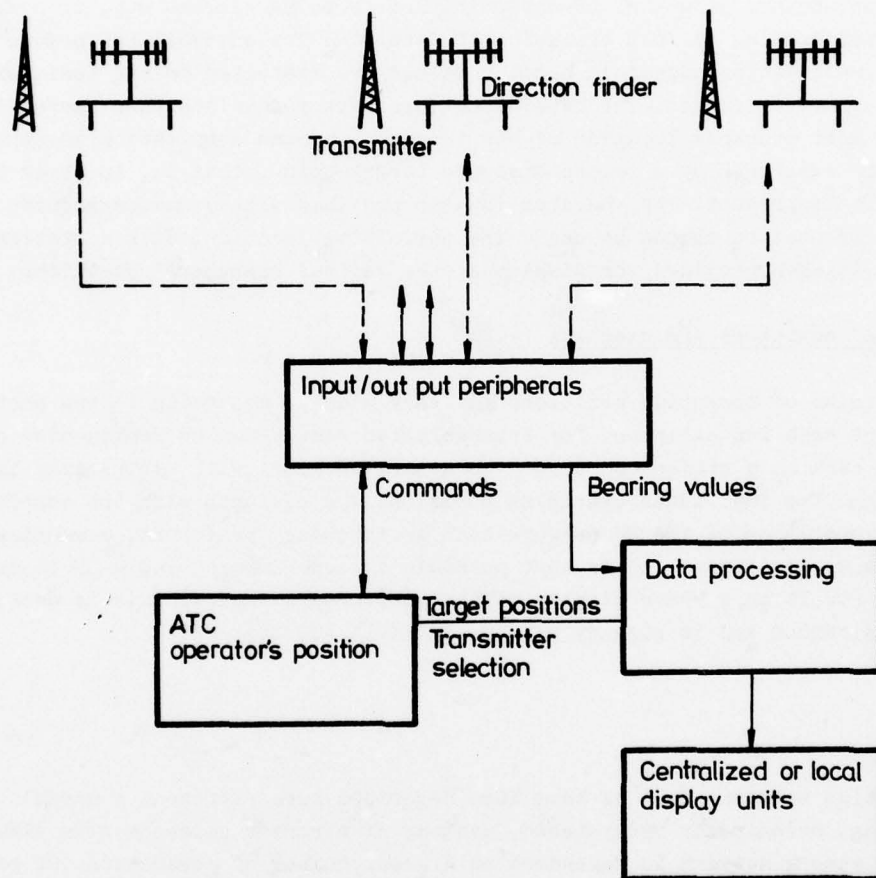 Direction finder
Transmitter
Input/out put peripherals
Commands
Bearing values
Data processing
Target positions
ATC
operator's position
Transmitter
selection
Centralized or local
display units